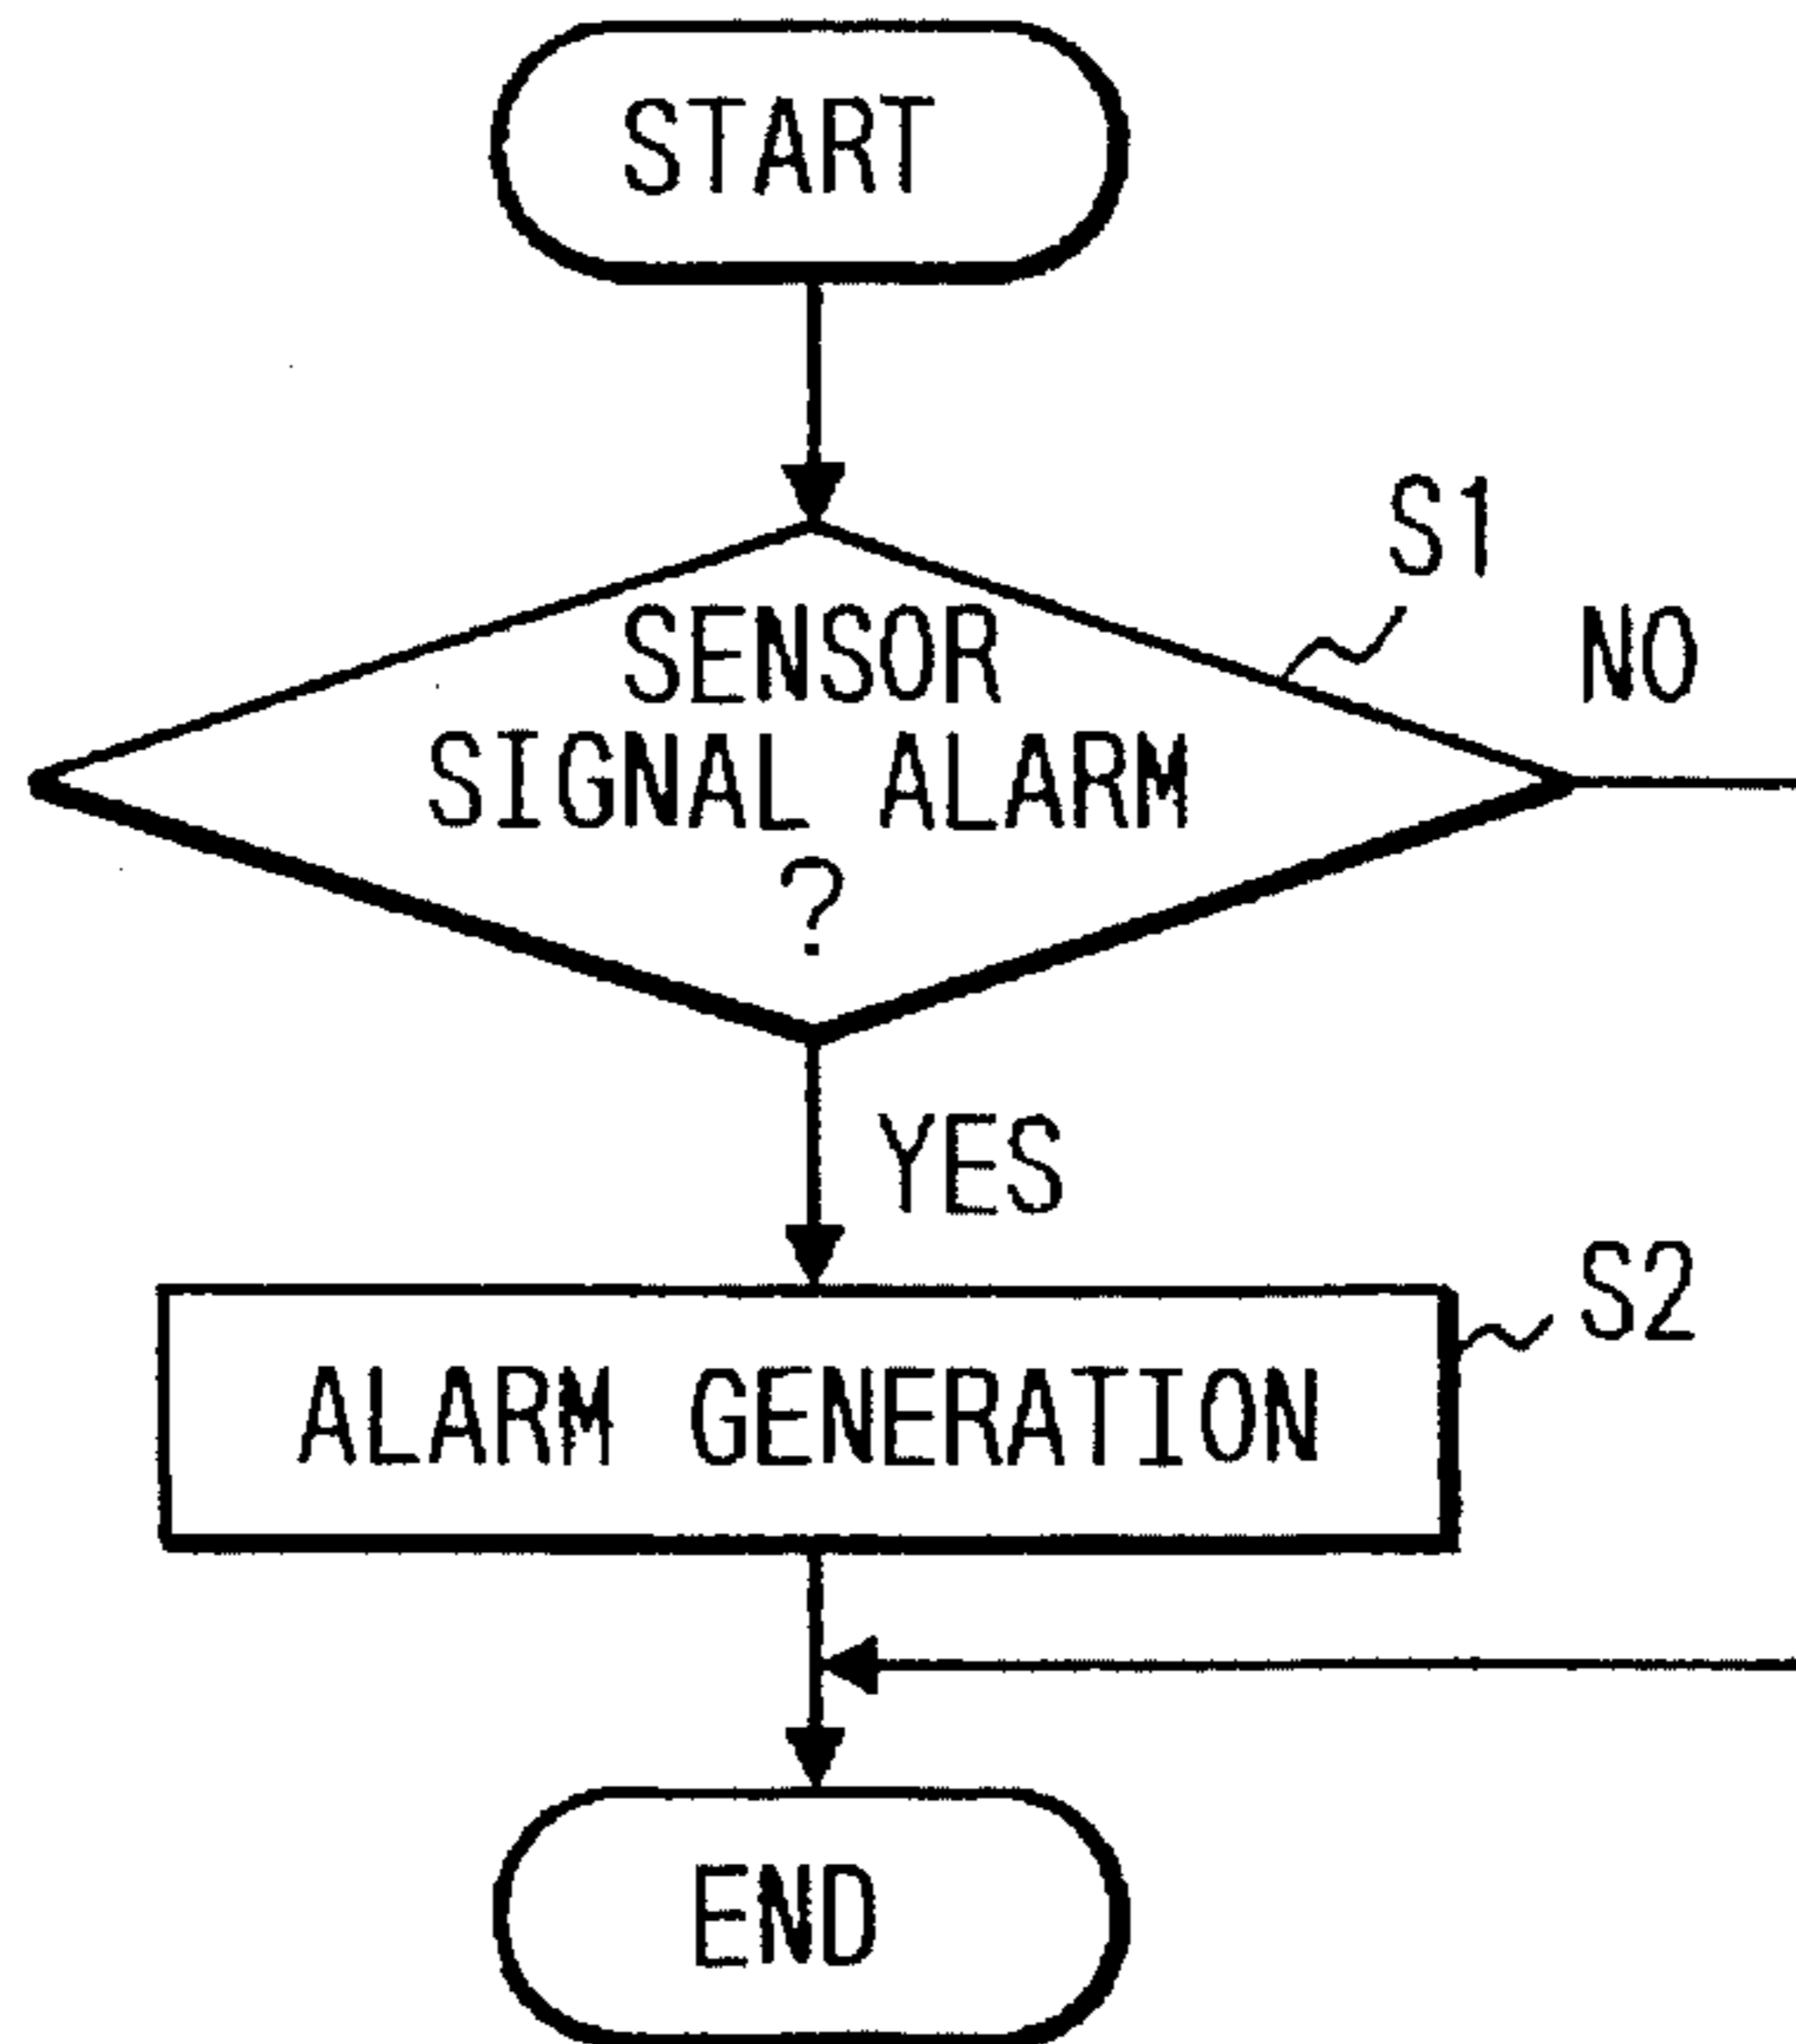 START
S1
SENSOR
NO
SIGNAL ALARM
?
YES
S2
ALARM GENERATION
END